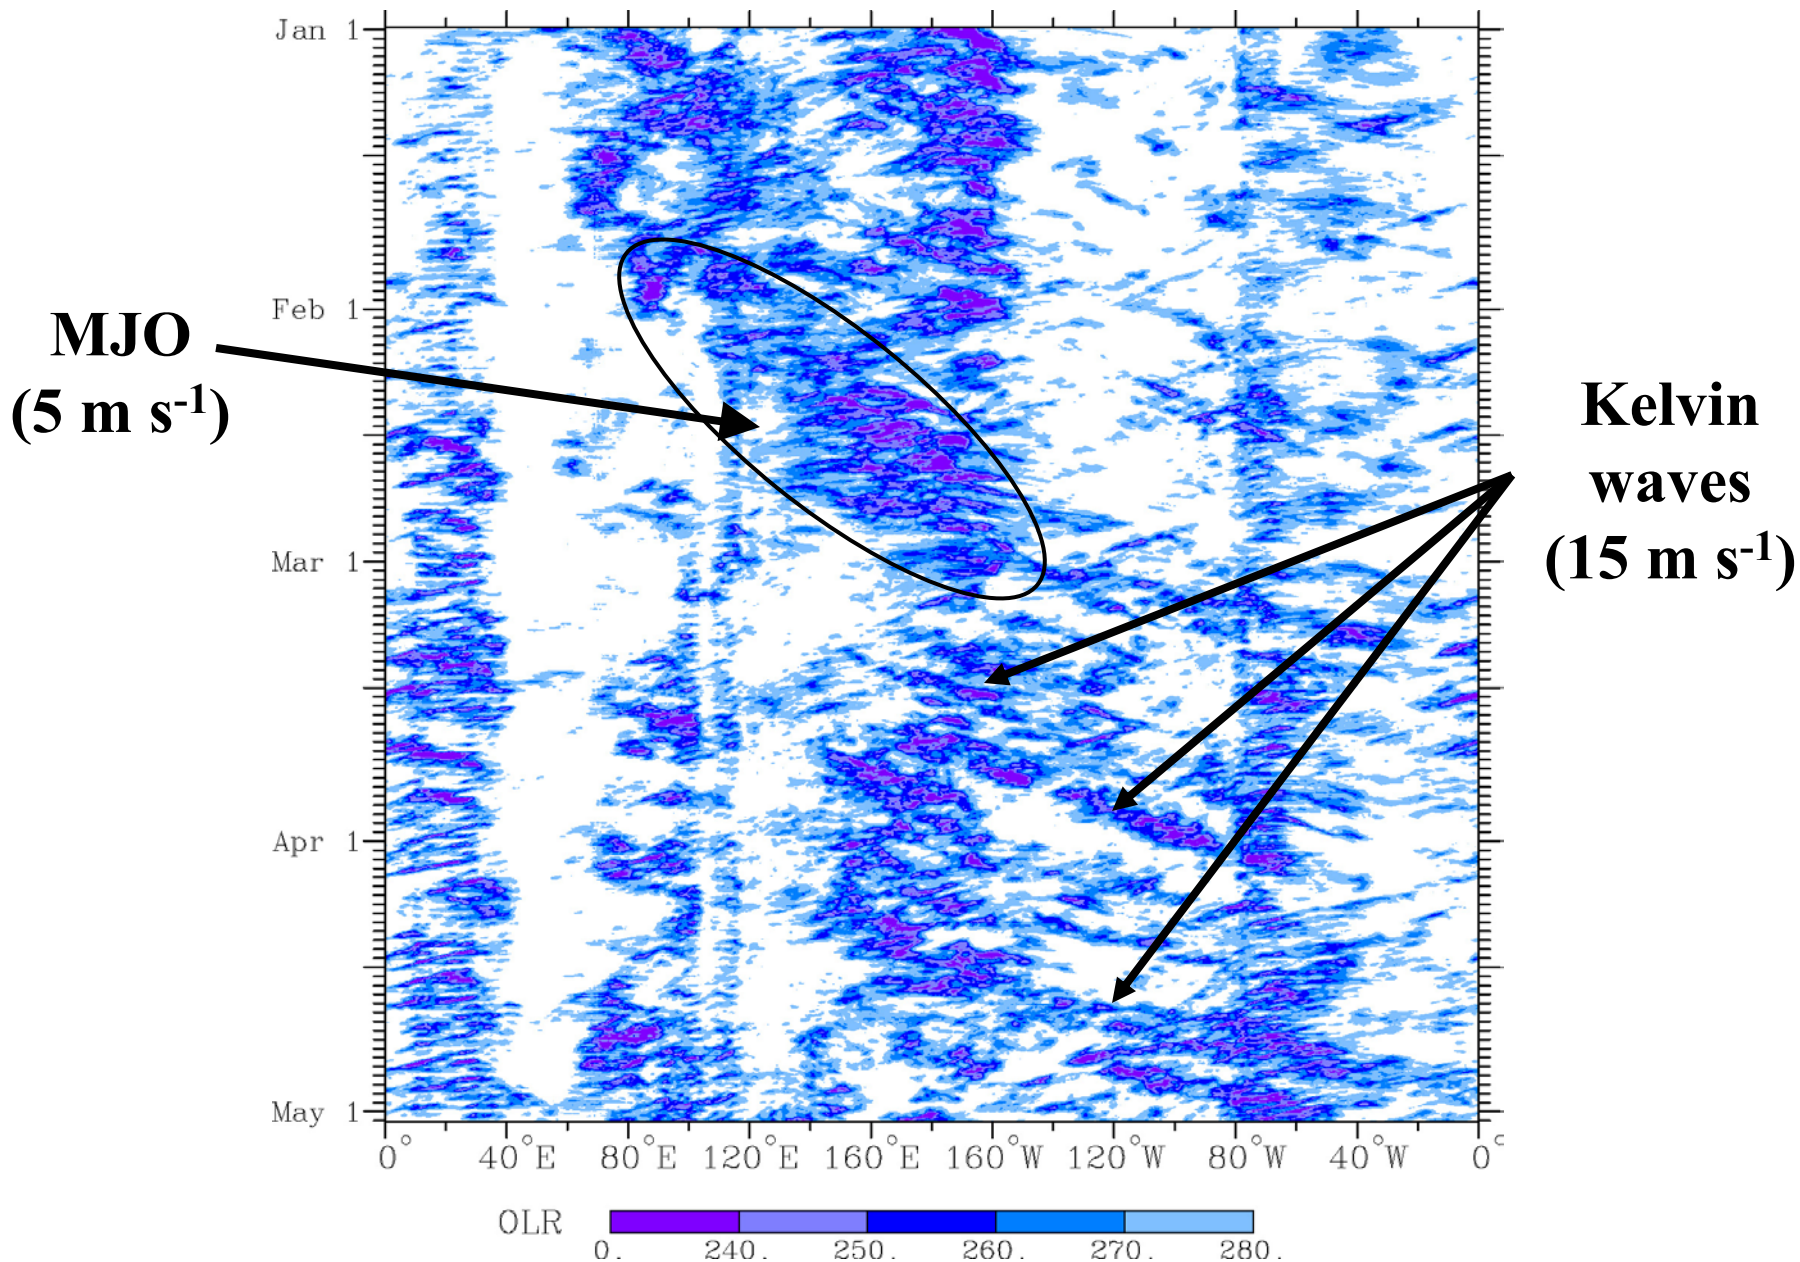 Jan 1
Feb 1
Mar 1
Apr 1
May 1
MJO
(5 m s⁻¹)
Kelvin
waves
(15 m s⁻¹)
0° 40°E 80°E 120°E 160°E 160°W 120°W 80°W 40°W 0°
OLR
0. 240. 250. 260. 270. 280.